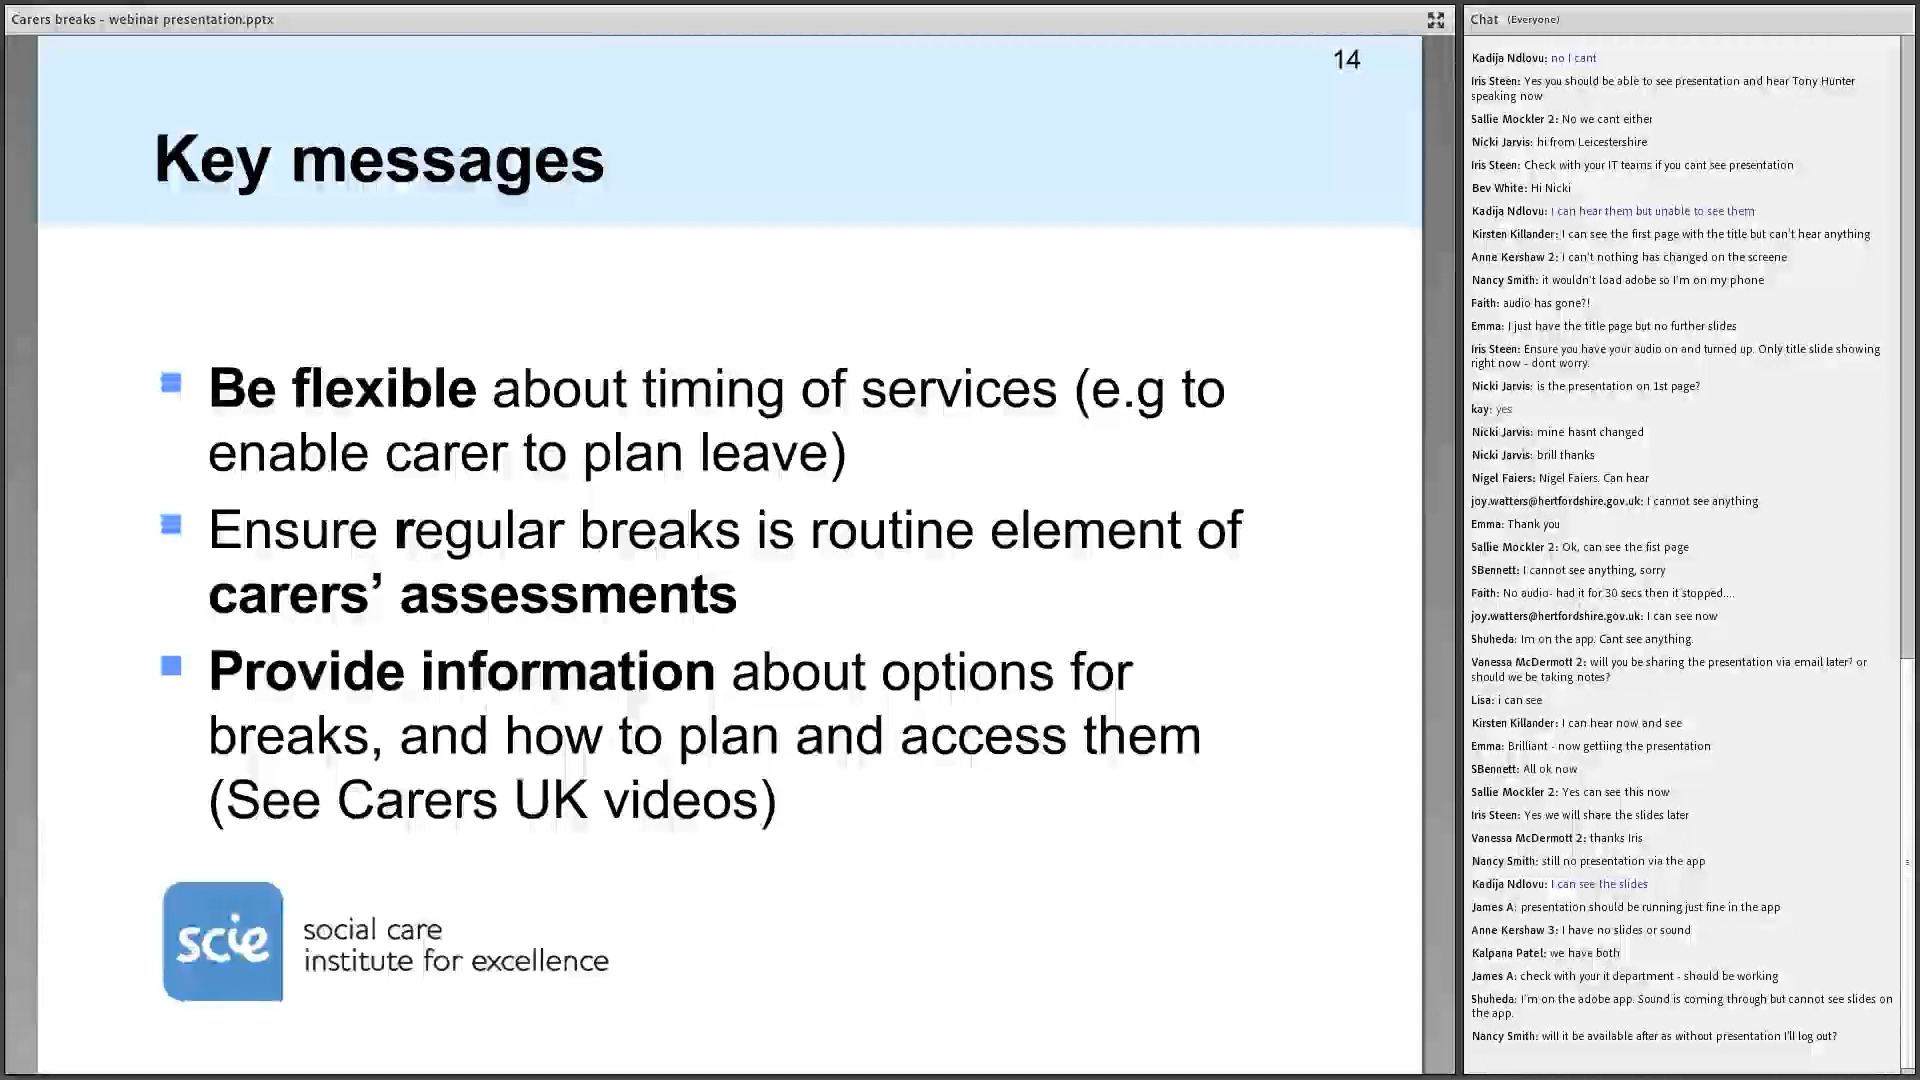 Carers breaks - webinar presentation.pptx
14
Key messages
Be flexible about timing of services (e.g to
enable carer to plan leave)
Ensure regular breaks is routine element of
carers’ assessments
Provide information about options for
breaks, and how to plan and access them
(See Carers UK videos)
scie
social care
institute for excellence
Chat (Everyone)
Kadija Ndlovu: no I cant
Iris Steen: Yes you should be able to see presentation and hear Tony Hunter
speaking now
Sallie Mockler 2: No we cant either
Nicki Jarvis: hi from Leicestershire
Iris Steen: Check with your IT teams if you cant see presentation
Bev White: Hi Nicki
Kadija Ndlovu: I can hear them but unable to see them
Kirsten Killander: I can see the first page with the title but can't hear anything
Anne Kershaw 2: I can't nothing has changed on the screene
Nancy Smith: it wouldn't load adobe so I'm on my phone
Faith: audio has gone?!
Emma: I just have the title page but no further slides
Iris Steen: Ensure you have your audio on and turned up. Only title slide showing
right now - dont worry.
Nicki Jarvis: is the presentation on 1st page?
kay: yes
Nicki Jarvis: mine hasnt changed
Nicki Jarvis: brill thanks
Nigel Faiers: Nigel Faiers. Can hear
joy.watters@hertfordshire.gov.uk: I cannot see anything
Emma: Thank you
Sallie Mockler 2: Ok, can see the fist page
SBennett: I cannot see anything, sorry
Faith: No audio- had it for 30 secs then it stopped....
joy.watters@hertfordshire.gov.uk: I can see now
Shuheda: Im on the app. Cant see anything.
Vanessa McDermott 2: will you be sharing the presentation via email later? or
should we be taking notes?
Lisa: i can see
Kirsten Killander: I can hear now and see
Emma: Brilliant - now gettiing the presentation
SBennett: All ok now
Sallie Mockler 2: Yes can see this now
Iris Steen: Yes we will share the slides later
Vanessa McDermott 2: thanks Iris
Nancy Smith: still no presentation via the app
Kadija Ndlovu: I can see the slides
James A: presentation should be running just fine in the app
Anne Kershaw 3: I have no slides or sound
Kalpana Patel: we have both
James A: check with your it department - should be working
Shuheda: I'm on the adobe app. Sound is coming through but cannot see slides on
the app.
Nancy Smith: will it be available after as without presentation I'll log out?